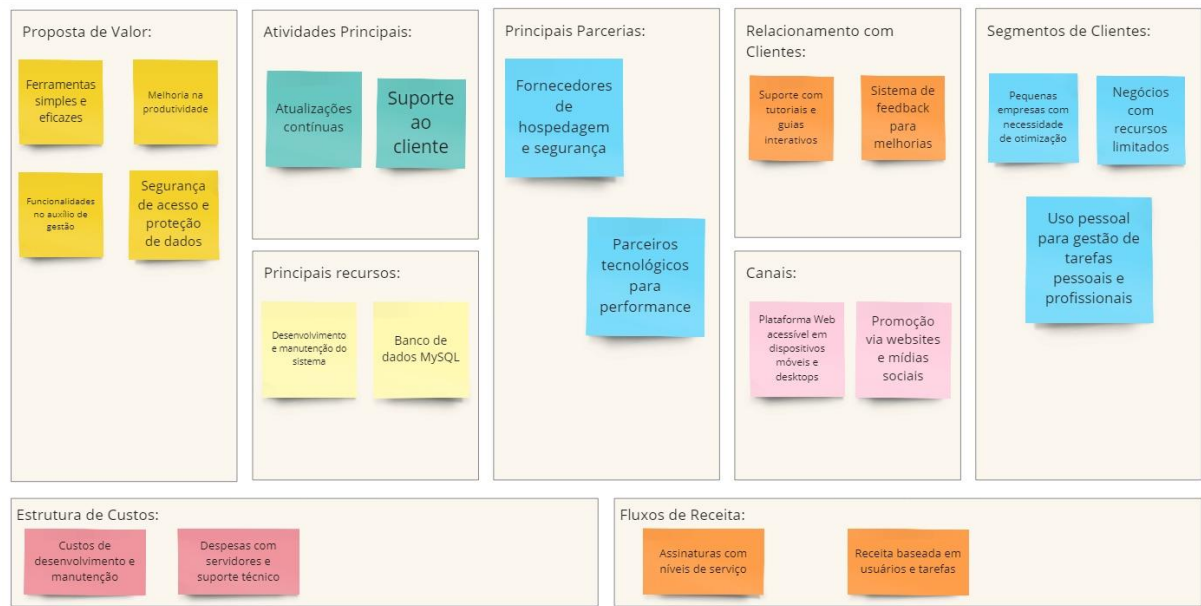 Proposta de Valor:
Ferramentas
simples e
eficazes
Melhoria na
produtividade
Funcionalidades
no auxílio de
gestão
Segurança
de acesso e
proteção
de dados
Atividades Principais:
Atualizações
contínuas
Suporte
ao
cliente
Principais recursos:
Desenvolvimento
e manutenção do
sistema
Banco de
dados MySQL
Principais Parcerias:
Fornecedores
de
hospedagem
e segurança
Parceiros
tecnológicos
para
performance
Relacionamento com
Clientes:
Suporte com
tutoriais e
guias
interativos
Sistema de
feedback
para
melhorias
Canais:
Plataforma Web
acessível em
dispositivos
móveis e
desktops
Promoção
via websites
e mídias
sociais
Segmentos de Clientes:
Pequenas
empresas com
necessidade
de otimização
Negócios
com
recursos
limitados
Uso pessoal
para gestão de
tarefas
pessoais e
profissionais
Estrutura de Custos:
Custos de
desenvolvimento e
manutenção
Despesas com
servidores e
suporte técnico
Fluxos de Receita:
Assinaturas com
níveis de serviço
Receita baseada em
usuários e tarefas